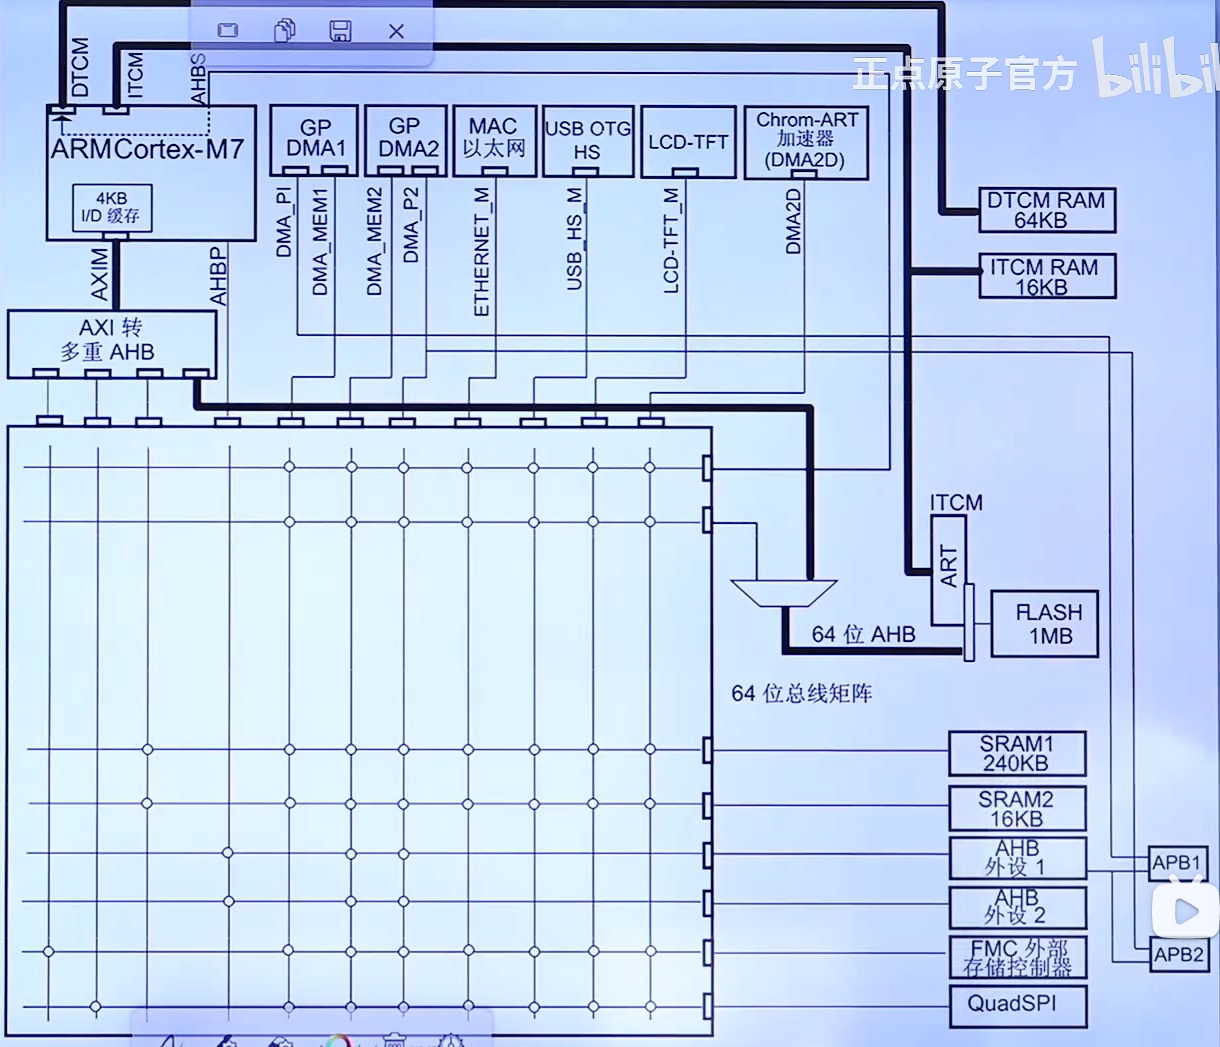 DTCM
ITCM
AHBS
正点原子官方
bilibil
ARMCortex-M7
4KB
I/D 缓存
GP
DMA1
GP
DMA2
MAC
以太网
USB OTG
HS
LCD-TFT
Chrom-ART
加速器
(DMA2D)
DTCM RAM
64KB
ITCM RAM
16KB
AXIM
AHBP
DMA_PI
DMA_MEM1
DMA_MEM2
DMA_P2
ETHERNET_M
USB_HS_M
LCD-TFT_M
DMA2D
AXI 转
多重 AHB
ITCM
ART
FLASH
1MB
64 位 AHB
64 位总线矩阵
SRAM1
240KB
SRAM2
16KB
AHB
外设 1
APB1
AHB
外设 2
FMC 外部
存储控制器
APB2
QuadSPI